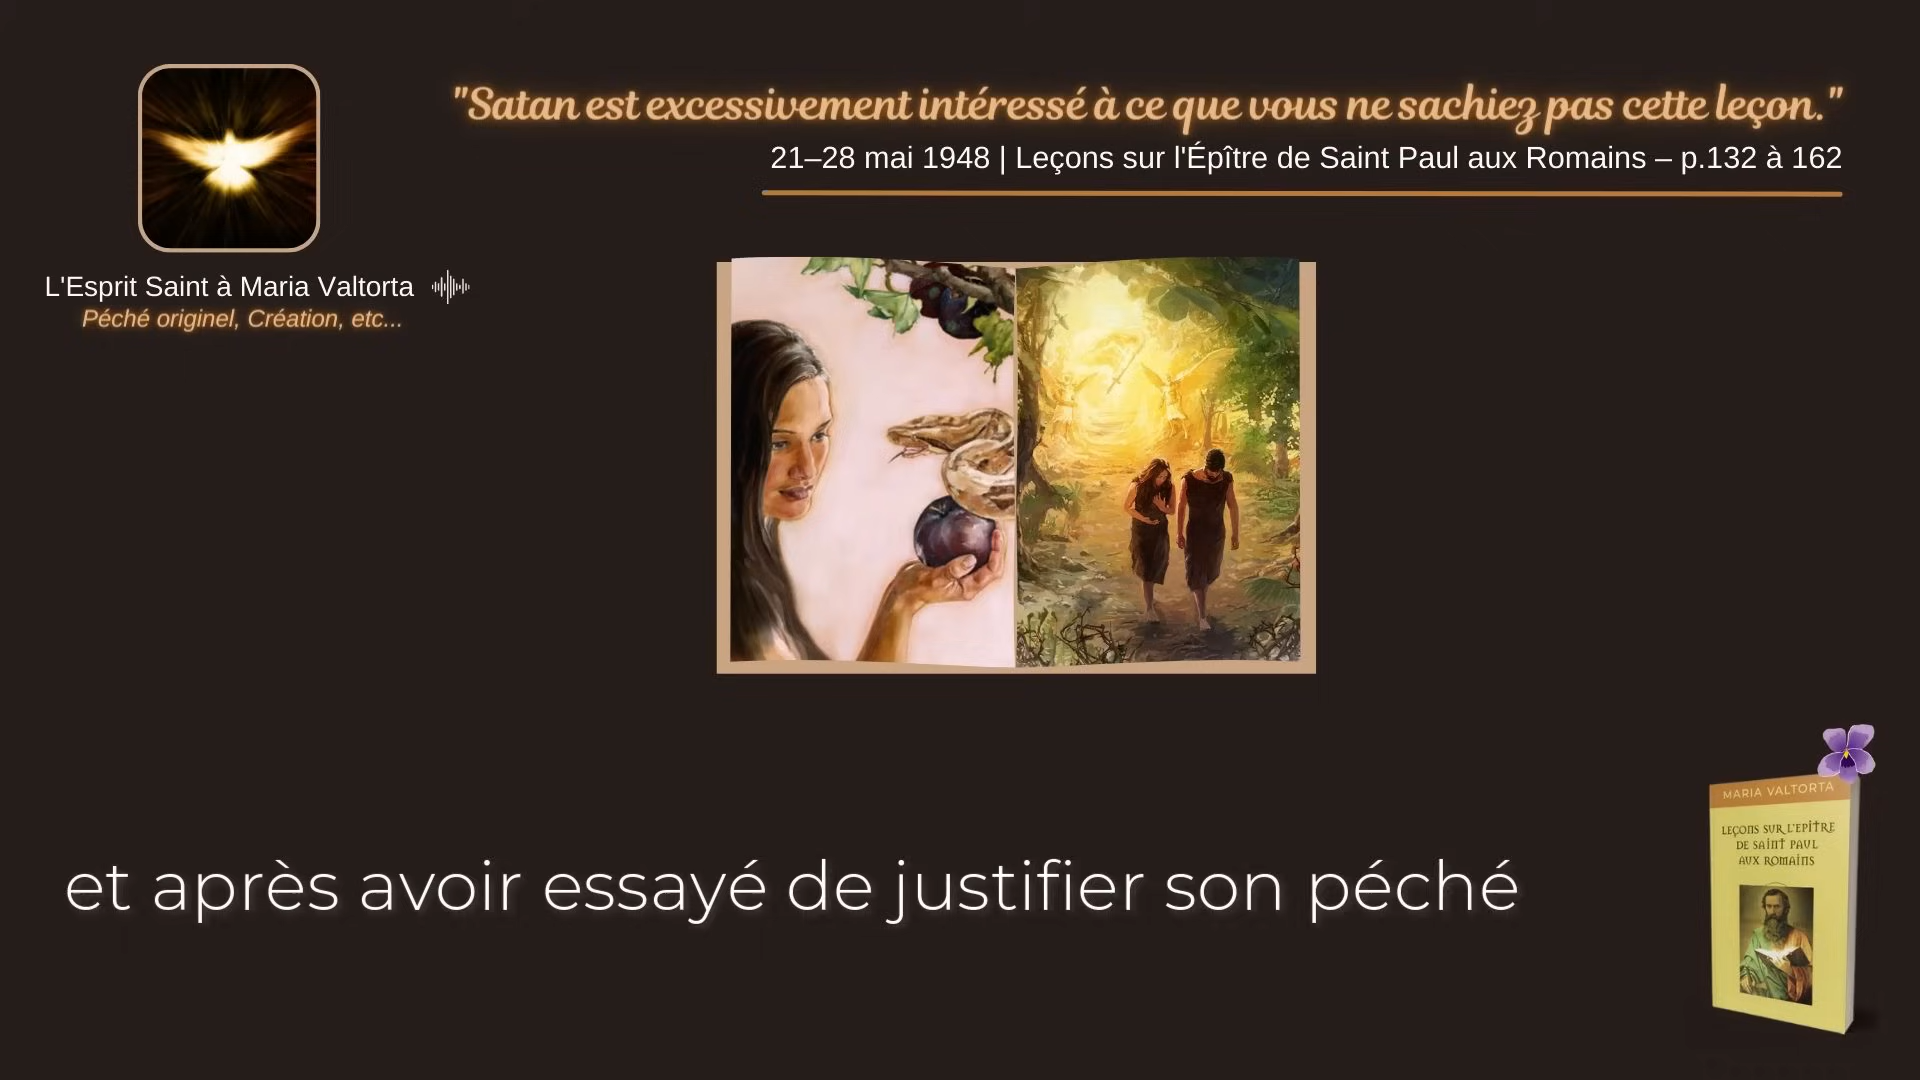 "Satan est excessivement intéressé à ce que vous ne sachiez pas cette leçon."
21–28 mai 1948 | Leçons sur l'Épître de Saint Paul aux Romains – p.132 à 162
L'Esprit Saint à Maria Valtorta
Péché originel, Création, etc...
et après avoir essayé de justifier son péché
MARIA VALTORTA
LEÇONS SUR L'EPÎTRE
DE SAINT PAUL
AUX ROMAINS